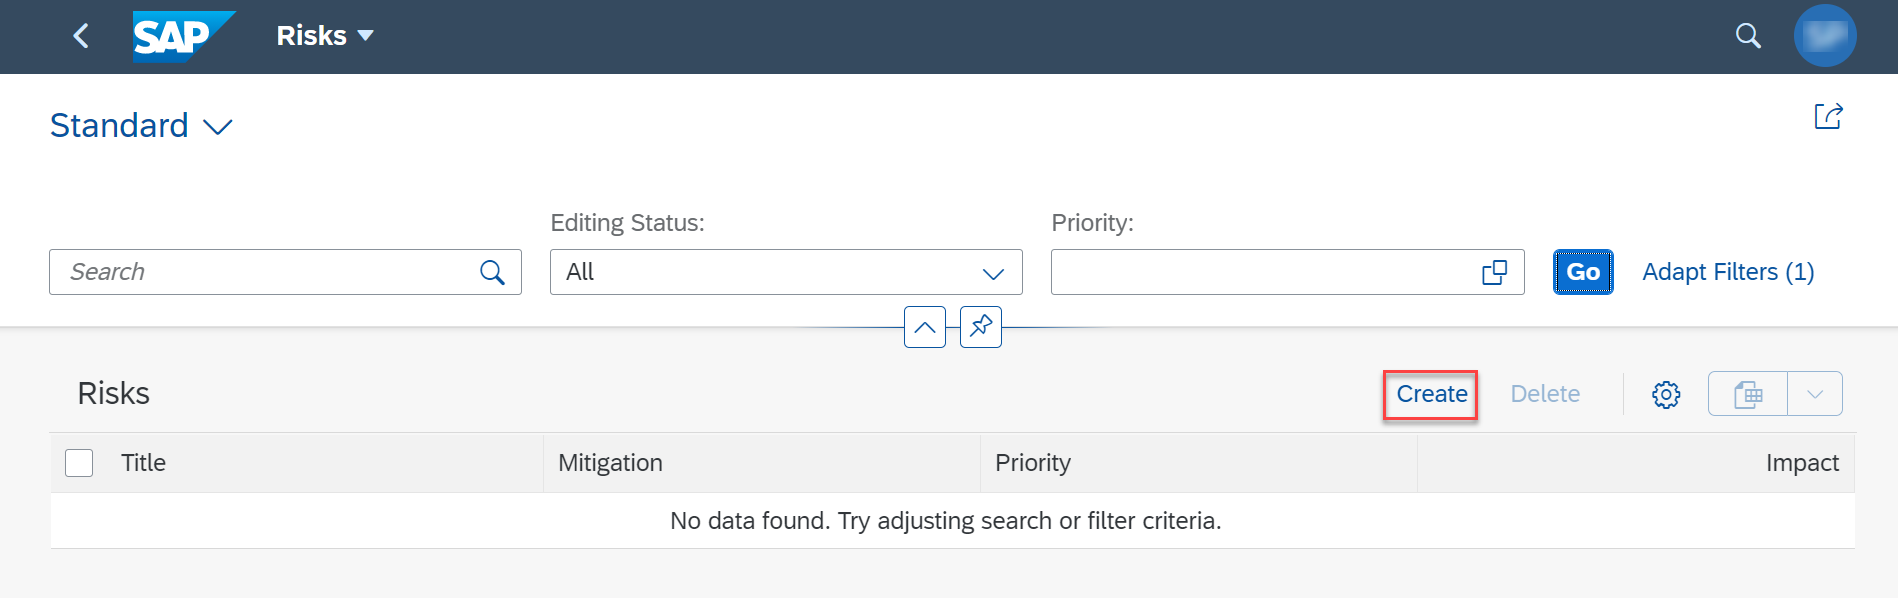 SAP Risks
Standard
Editing Status: Priority:
Search All Go Adapt Filters (1)
Risks Create Delete
Title Mitigation Priority Impact
No data found. Try adjusting search or filter criteria.